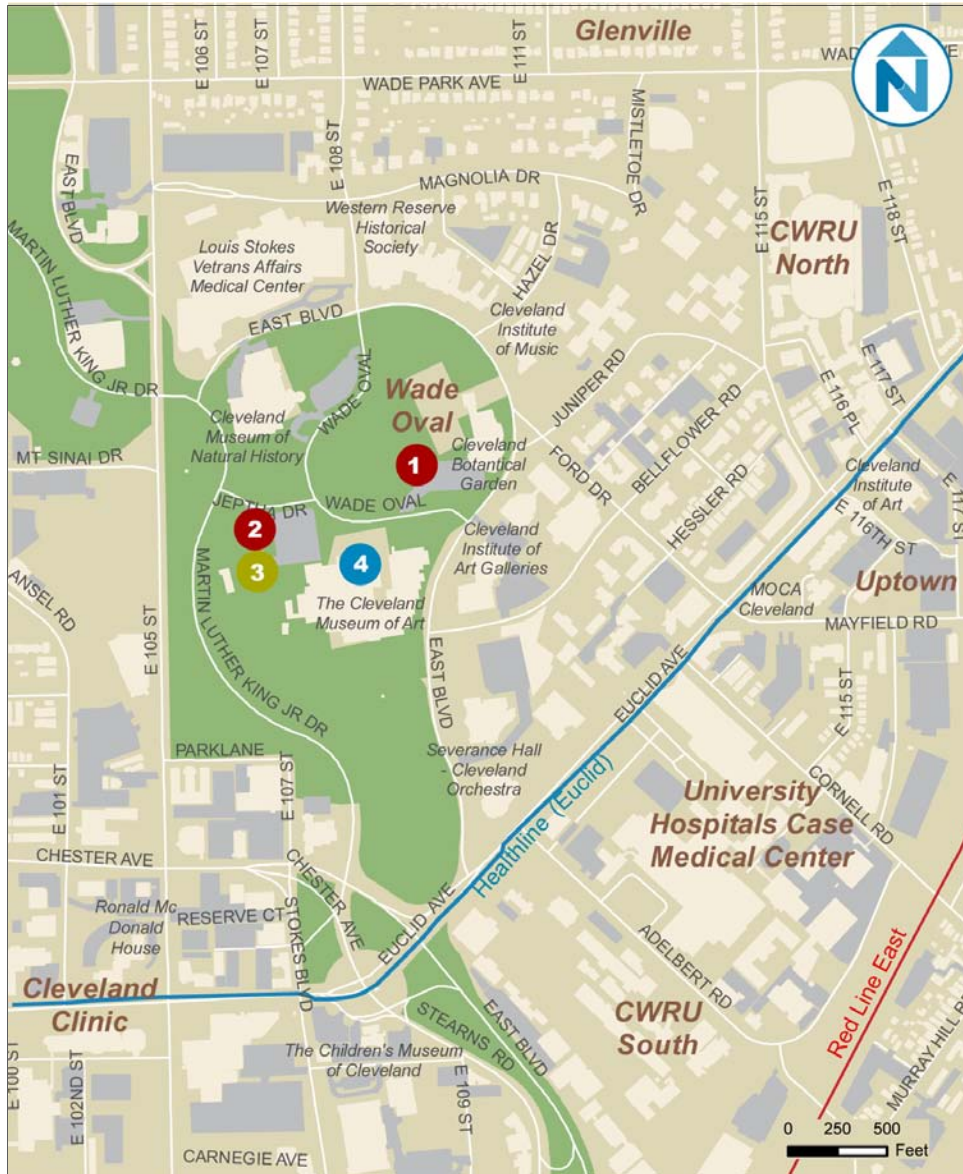 Glenville
E 106 ST
E 107 ST
E 111 ST
WADE PARK AVE
WAD
VE
N
MISTLETOE DR
E 108 ST
EAST BLVD
MAGNOLIA DR
E 118 ST
E 115 ST
Western Reserve
Historical
Society
CWRU
North
Louis Stokes
Vetrans Affairs
Medical Center
HAZEL DR
MARTIN LUTHER KING JR DR
Cleveland
Institute
of Music
EAST BLVD
WADE OVAL
Wade
Oval
JUNIPER RD
E 117 ST
E 116 PL
BELLFLOWER RD
Cleveland
Museum of
Natural History
1
Cleveland
Botantical
Garden
MT SINAI DR
FORD DR
HESSLER RD
Cleveland
Institute
of Art
E 117 ST
JEPTHA DR
WADE OVAL
2
E 116TH ST
Cleveland
Institute of
Art Galleries
3
4
ANSEL RD
MOCA
Cleveland
Uptown
The Cleveland
Museum of Art
MAYFIELD RD
E 105 ST
MARTIN LUTHER KING JR DR
EAST BLVD
EUCLID AVE
E 115 ST
PARKLANE
Severance Hall
- Cleveland
Orchestra
E 101 ST
E 107 ST
Healthline (Euclid)
University
Hospitals Case
Medical Center
CORNELL RD
CHESTER AVE
CHESTER AVE
Ronald Mc
Donald
House
RESERVE CT
STOKES BLVD
EUCLID AVE
ADELBERT RD
Red Line East
Cleveland
Clinic
CWRU
South
STEARNS RD
EAST BLVD
MURRAY HILL
The Children's Museum
of Cleveland
E 100 ST
E 102ND ST
E 109 ST
CARNEGIE AVE
0 250 500
Feet